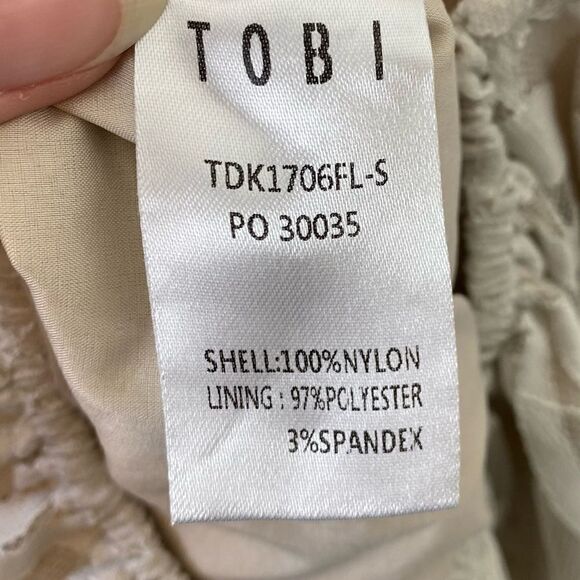 TOBI
TDK1706FL-S
PO 30035
SHELL:100%NYLON
LINING : 97%POLYESTER
3%SPANDEX